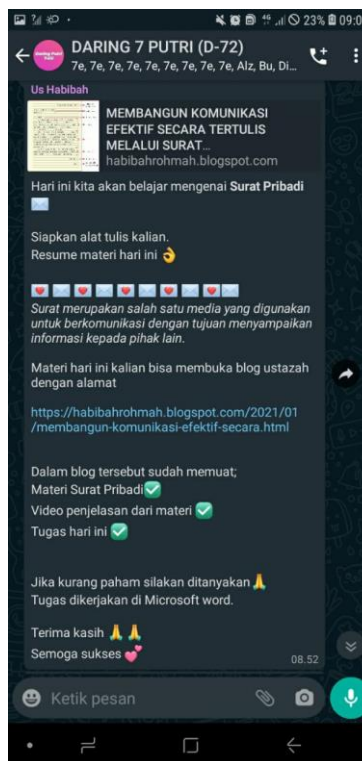 23% 09:0
DARING 7 PUTRI (D-72)
7e, 7e, 7e, 7e, 7e, 7e, 7e, 7e, 7e, Alz, Bu, Di...
Us Habibah
MEMBANGUN KOMUNIKASI
EFEKTIF SECARA TERTULIS
MELALUI SURAT...
habibahrohmah.blogspot.com
Hari ini kita akan belajar mengenai Surat Pribadi
✉️
Siapkan alat tulis kalian.
Resume materi hari ini 👌
💌 ✉️ 💌 ✉️ 💌 ✉️ 💌 ✉️ 💌✉️
Surat merupakan salah satu media yang digunakan
untuk berkomunikasi dengan tujuan menyampaikan
informasi kepada pihak lain.
Materi hari ini kalian bisa membuka blog ustazah
dengan alamat
https://habibahrohmah.blogspot.com/2021/01
/membangun-komunikasi-efektif-secara.html
Dalam blog tersebut sudah memuat;
Materi Surat Pribadi✅
Video penjelasan dari materi ✅
Tugas hari ini ✅
Jika kurang paham silakan ditanyakan 🙏
Tugas dikerjakan di Microsoft word.
Terima kasih 🙏 🙏
Semoga sukses 💕
08.52
Ketik pesan